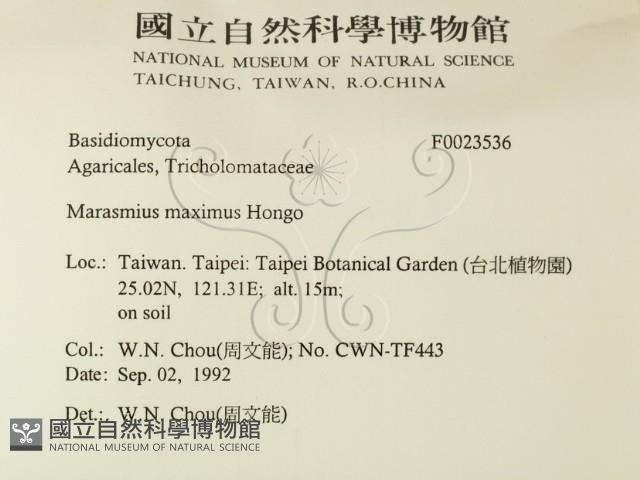 國立自然科學博物館
NATIONAL MUSEUM OF NATURAL SCIENCE
TAICHUNG, TAIWAN, R.O.CHINA
Basidiomycota F0023536
Agaricales, Tricholomataceae
Marasmius maximus Hongo
Loc.: Taiwan. Taipei: Taipei Botanical Garden (台北植物園)
25.02N, 121.31E; alt. 15m;
on soil
Col.: W.N. Chou(周文能); No. CWN-TF443
Date: Sep. 02, 1992
Det.: W.N. Chou(周文能)
國立自然科學博物館
NATIONAL MUSEUM OF NATURAL SCIENCE